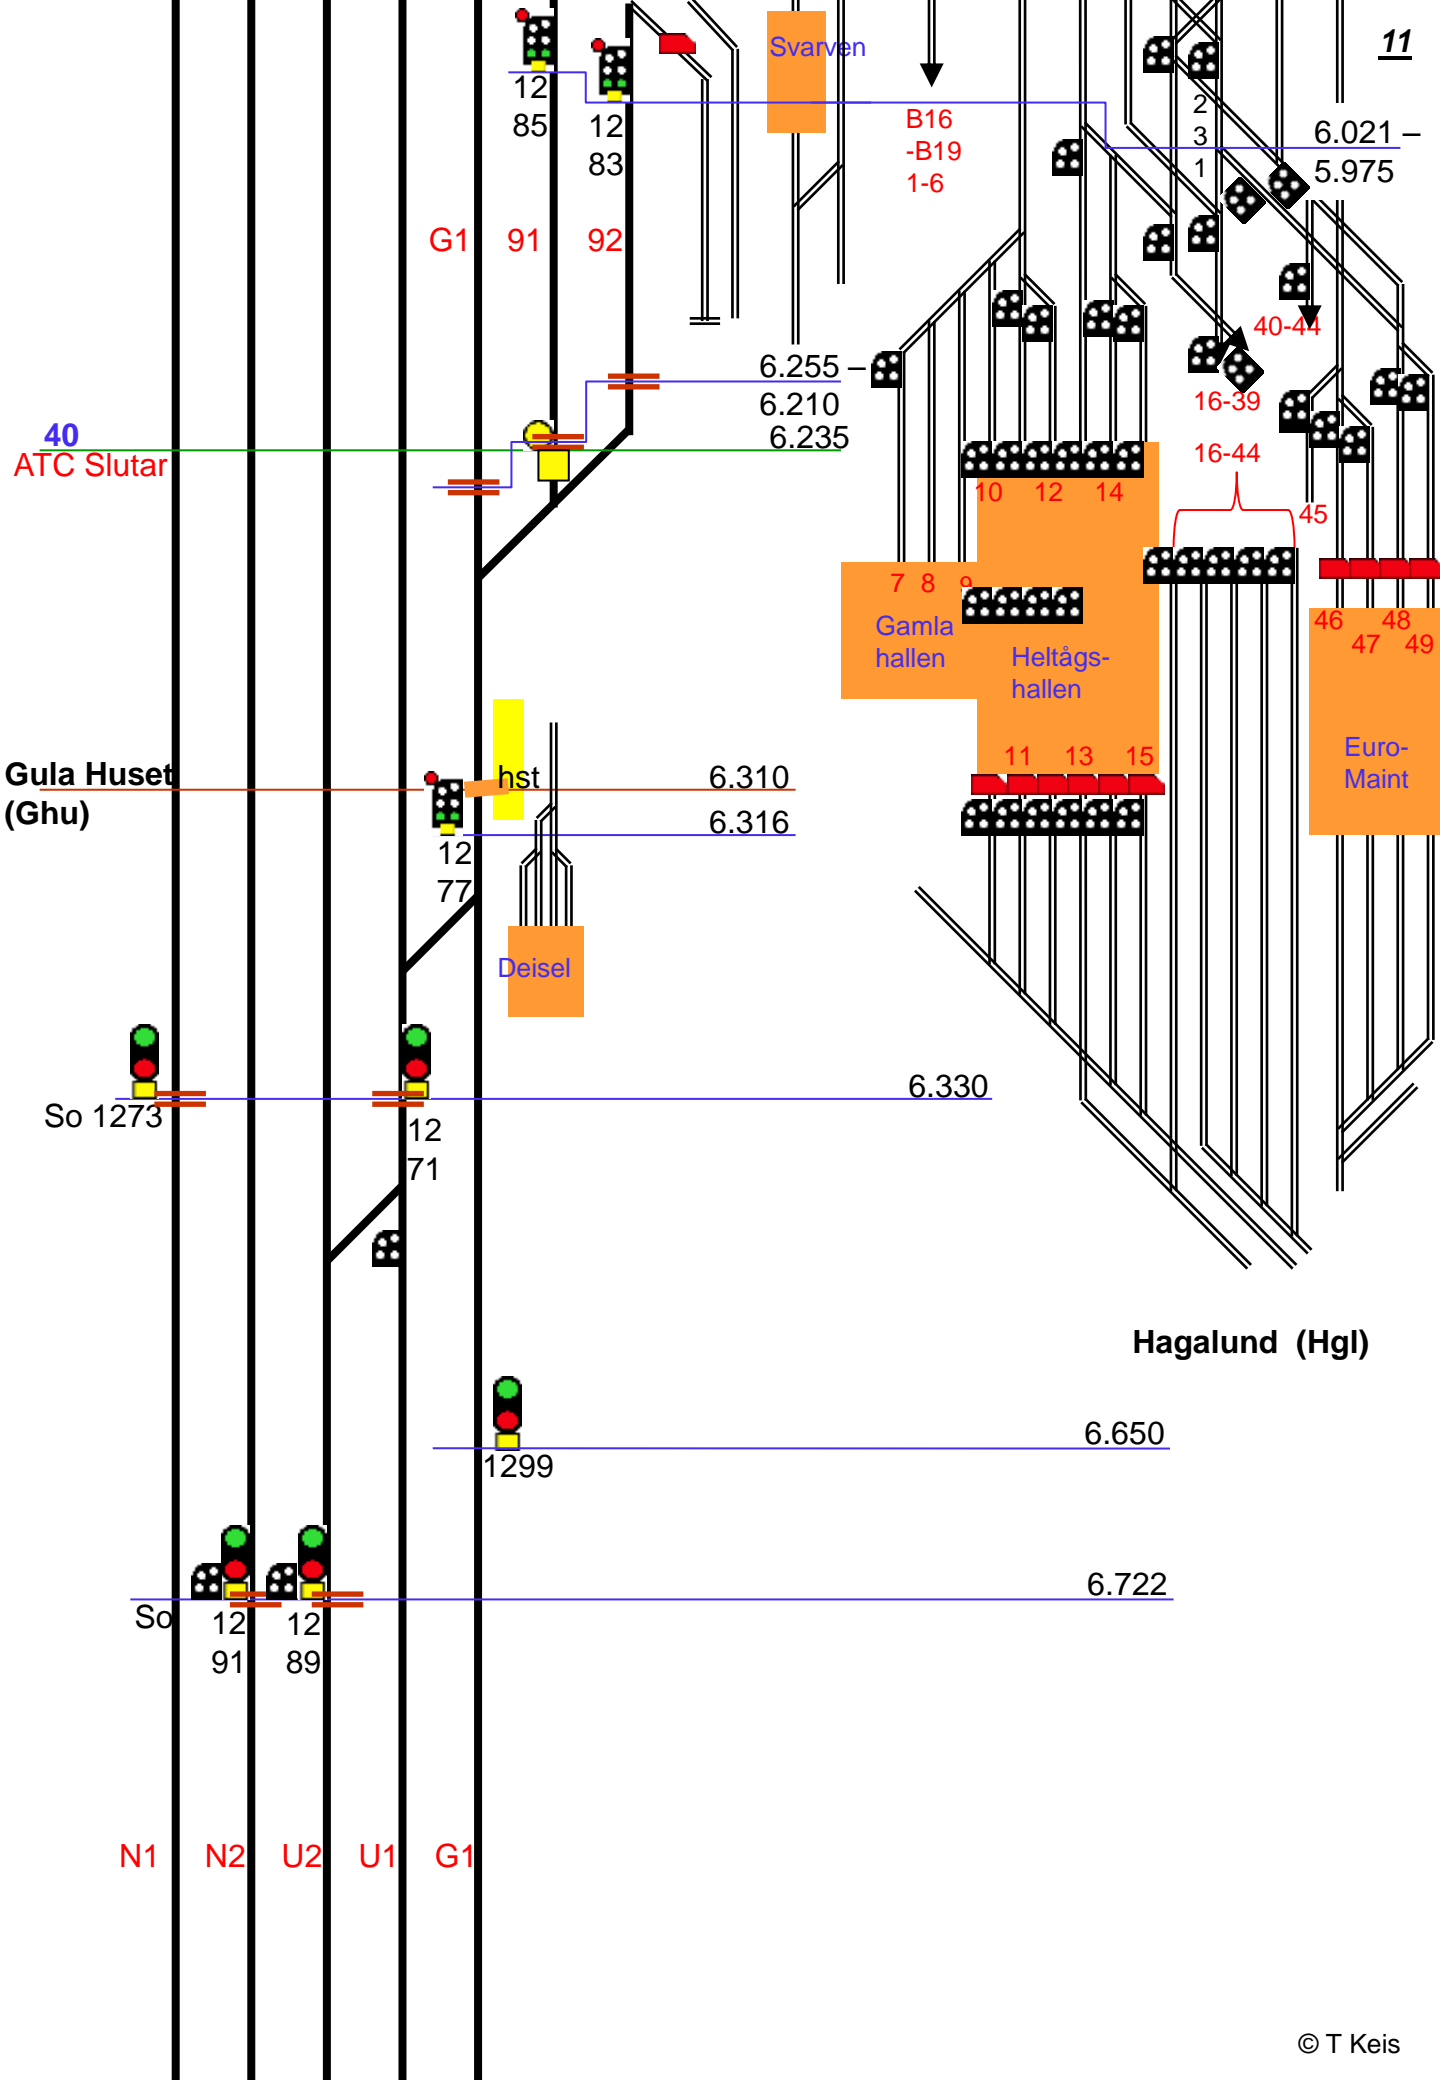 11
Svarven
12
85
12
83
B16
-B19
1-6
2
3
1
6.021 –
5.975
G1
91
92
40-44
6.255 –
6.210
6.235
40
ATC Slutar
16-39
16-44
10
12
14
45
7
8
9
Gamla
hallen
Heltågs-
hallen
46
47
48
49
Euro-
Maint
11
13
15
Gula Huset
(Ghu)
hst
6.310
6.316
12
77
Deisel
So 1273
12
71
6.330
Hagalund (Hgl)
6.650
1299
6.722
So
12
91
12
89
N1
N2
U2
U1
G1
© T Keis